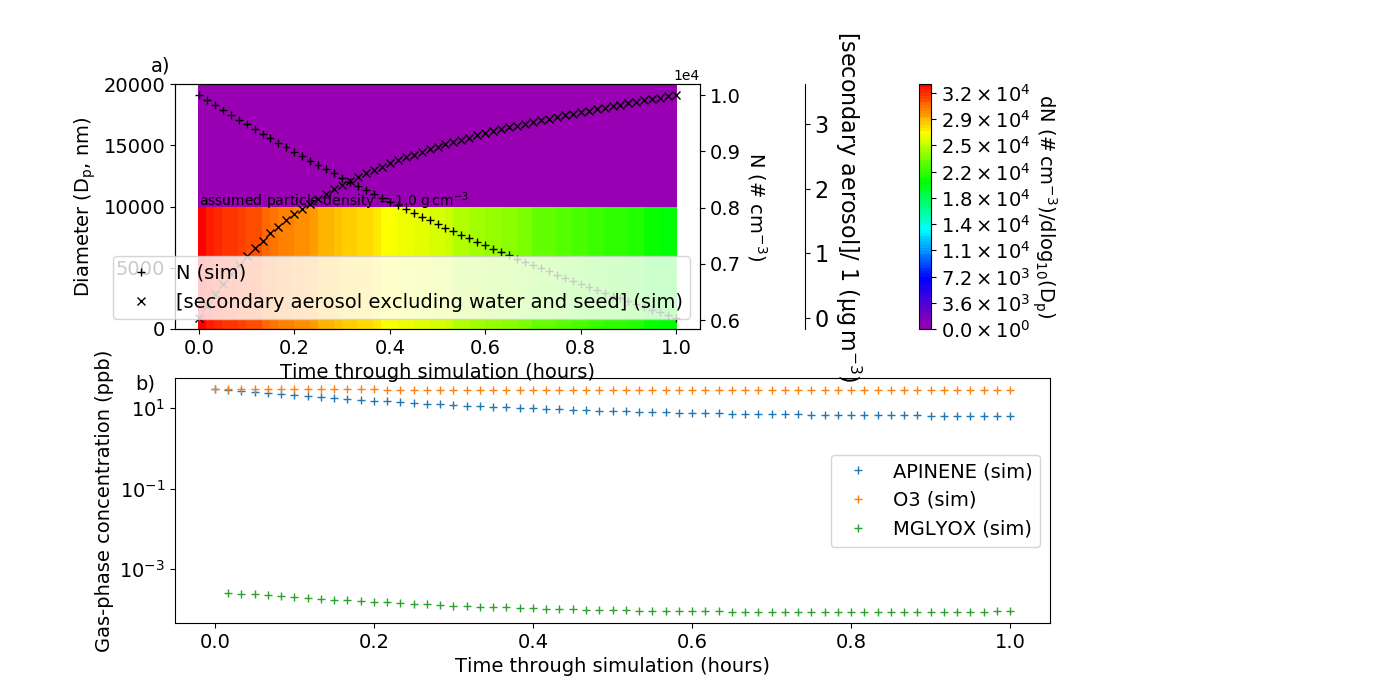 a)
1e4
20000
15000
10000
5000
0
Diameter (Dp, nm)
assumed particle density = 1.0 g cm⁻³
N (sim)
[secondary aerosol excluding water and seed] (sim)
0.0 0.2 0.4 0.6 0.8 1.0
Time through simulation (hours)
1.0
0.9
0.8
0.7
0.6
N (# cm⁻³)
3
2
1
0
[secondary aerosol]/ 1 (µg m⁻³)
3.2 × 10⁴
2.9 × 10⁴
2.5 × 10⁴
2.2 × 10⁴
1.8 × 10⁴
1.4 × 10⁴
1.1 × 10⁴
7.2 × 10³
3.6 × 10³
0.0 × 10⁰
dN (# cm⁻³)/dlog₁₀(Dp)
b)
10¹
10⁻¹
10⁻³
Gas-phase concentration (ppb)
APINENE (sim)
O3 (sim)
MGLYOX (sim)
0.0 0.2 0.4 0.6 0.8 1.0
Time through simulation (hours)